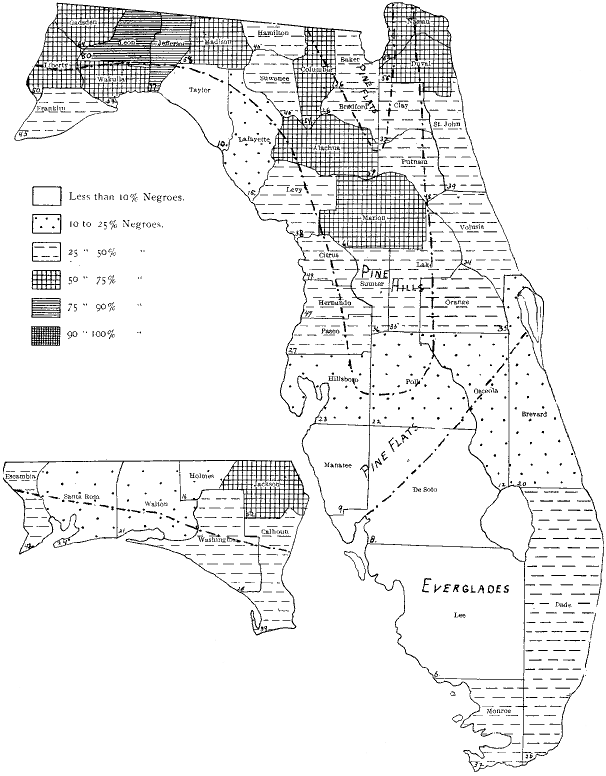 Gadsden
Leon
Jefferson
Madison
Hamilton
Nassau
Baker
Duval
Columbia
Liberty
Wakulla
Suwanee
Taylor
Bradford
Clay
PINE FLATS
Franklin
St. John
Lafayette
Alachua
Putnam
Levy
Volusia
Marion
Less than 10% Negroes.
10 to 25% Negroes.
25 " 50% "
50 " 75% "
75 " 90% "
90 " 100% "
Citrus
Lake
PINE HILLS
Sumter
Hernando
Orange
Pasco
Hillsboro
Polk
Osceola
Brevard
Manatee
PINE FLATS
De Soto
Escambia
Santa Rosa
Walton
Holmes
Jackson
Washington
Calhoun
EVERGLADES
Lee
Dade
Monroe